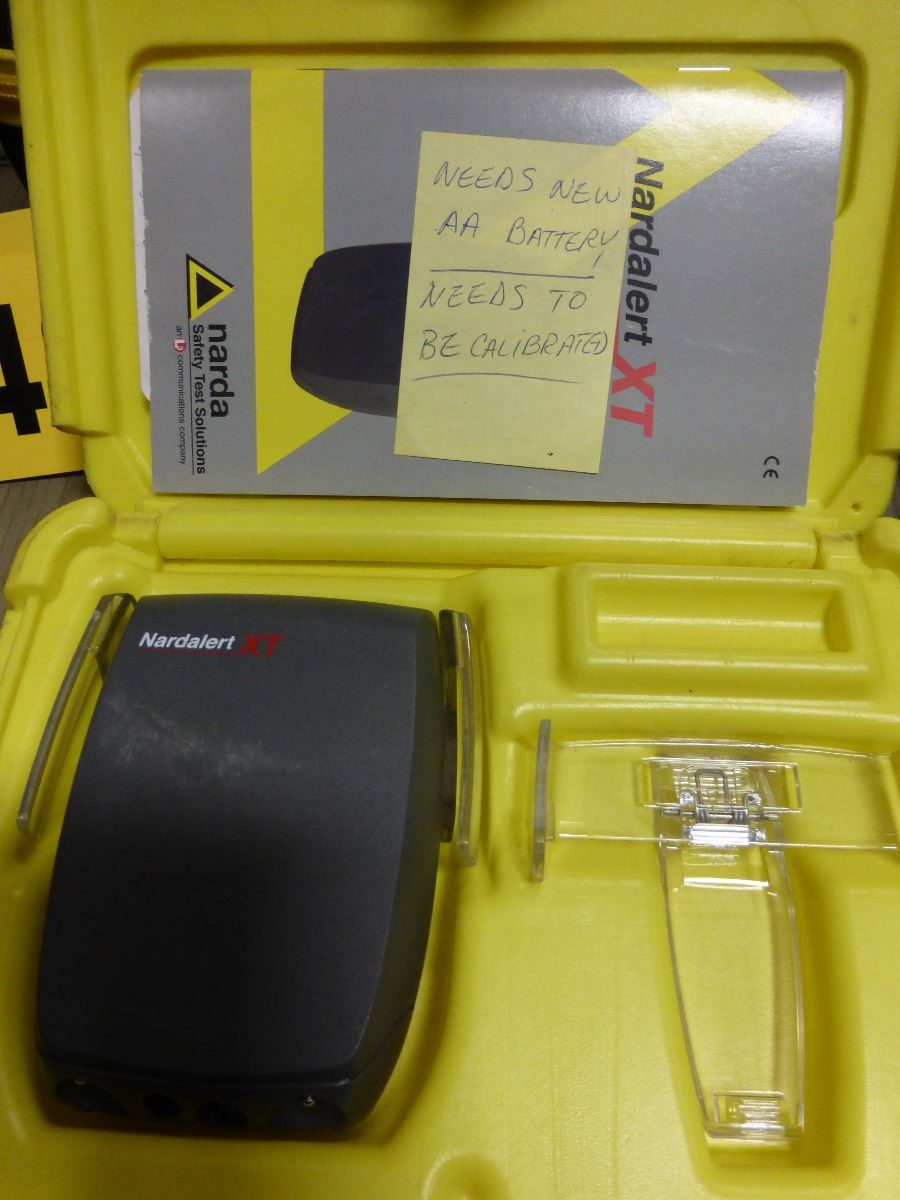 NEEDS NEW
AA BATTERY
NEEDS TO
BE CALIBRATED
Nardalert XT
narda
Safety Test Solutions
an L3 communications company
CE
4
Nardalert XT